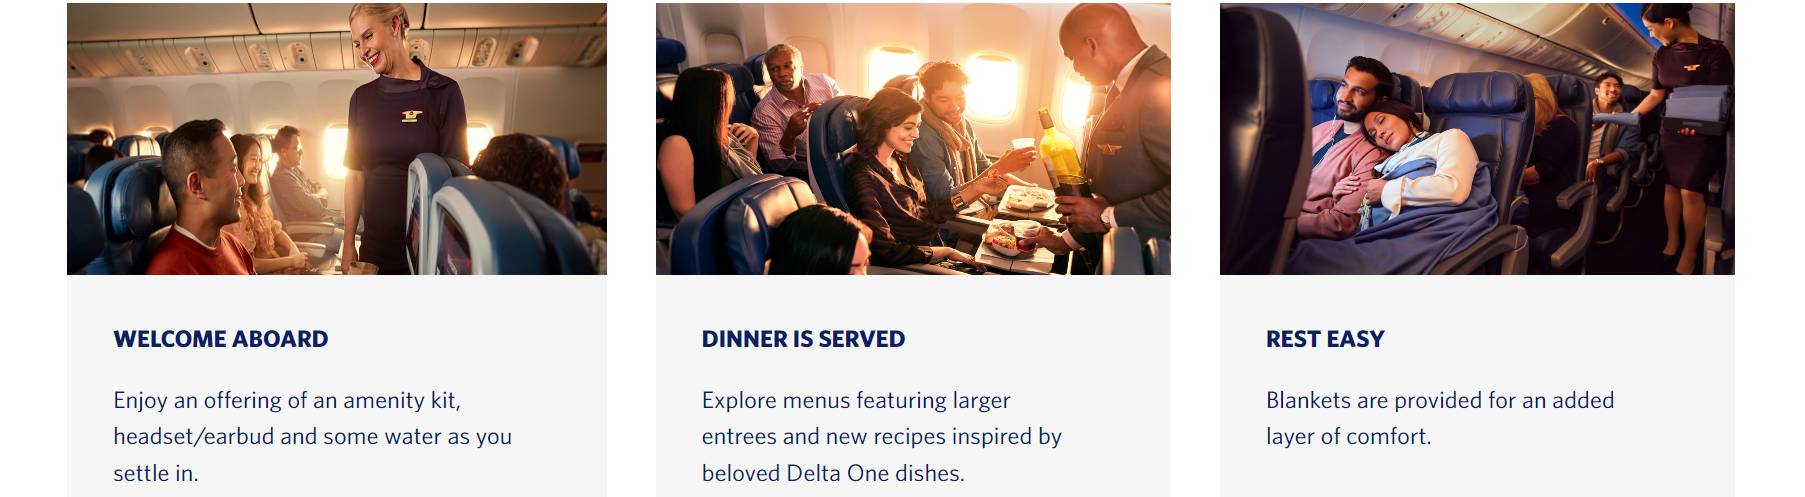 WELCOME ABOARD
Enjoy an offering of an amenity kit,
headset/earbud and some water as you
settle in.
DINNER IS SERVED
Explore menus featuring larger
entrees and new recipes inspired by
beloved Delta One dishes.
REST EASY
Blankets are provided for an added
layer of comfort.